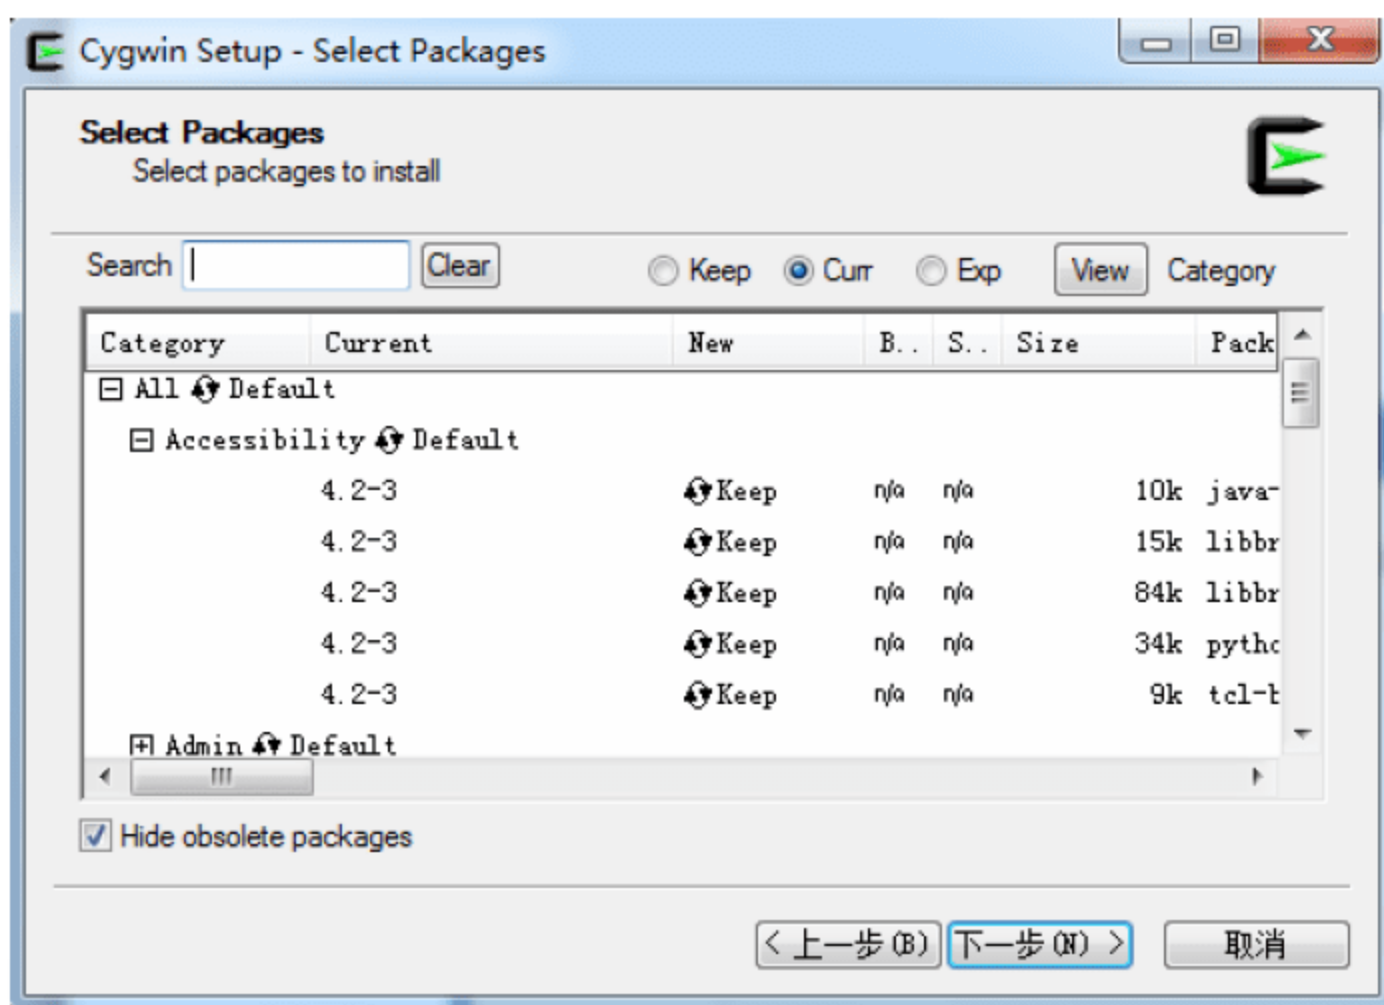 Cygwin Setup - Select Packages
Select Packages
Select packages to install
Search Clear Keep Curr Exp View Category
Category Current New B.. S.. Size Pack
All Default
Accessibility Default
4.2-3 Keep n/a n/a 10k java-
4.2-3 Keep n/a n/a 15k libbr
4.2-3 Keep n/a n/a 84k libbr
4.2-3 Keep n/a n/a 34k pytho
4.2-3 Keep n/a n/a 9k tcl-b
Admin Default
Hide obsolete packages
< 上一步(B) 下一步(N) > 取消